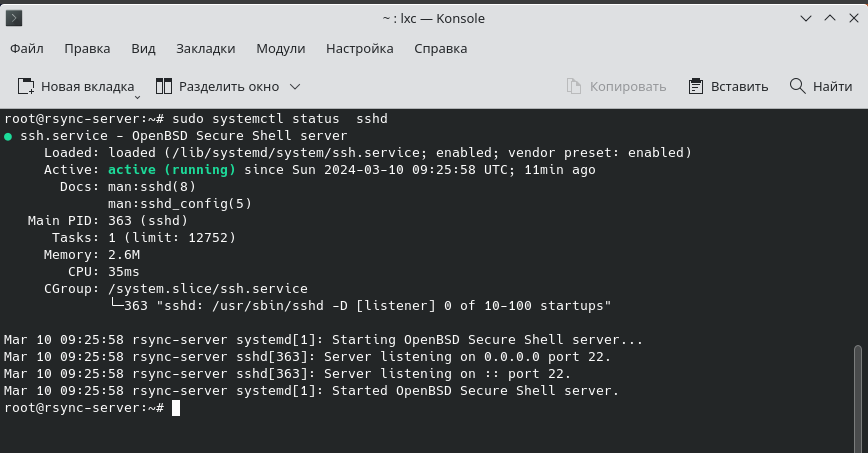 ~ : lxc — Konsole
Файл Правка Вид Закладки Модули Настройка Справка
Новая вкладка Разделить окно Копировать Вставить Найти
root@rsync-server:~# sudo systemctl status  sshd
● ssh.service - OpenBSD Secure Shell server
     Loaded: loaded (/lib/systemd/system/ssh.service; enabled; vendor preset: enabled)
     Active: active (running) since Sun 2024-03-10 09:25:58 UTC; 11min ago
       Docs: man:sshd(8)
             man:sshd_config(5)
   Main PID: 363 (sshd)
      Tasks: 1 (limit: 12752)
     Memory: 2.6M
        CPU: 35ms
     CGroup: /system.slice/ssh.service
             └─363 "sshd: /usr/sbin/sshd -D [listener] 0 of 10-100 startups"
Mar 10 09:25:58 rsync-server systemd[1]: Starting OpenBSD Secure Shell server...
Mar 10 09:25:58 rsync-server sshd[363]: Server listening on 0.0.0.0 port 22.
Mar 10 09:25:58 rsync-server sshd[363]: Server listening on :: port 22.
Mar 10 09:25:58 rsync-server systemd[1]: Started OpenBSD Secure Shell server.
root@rsync-server:~#